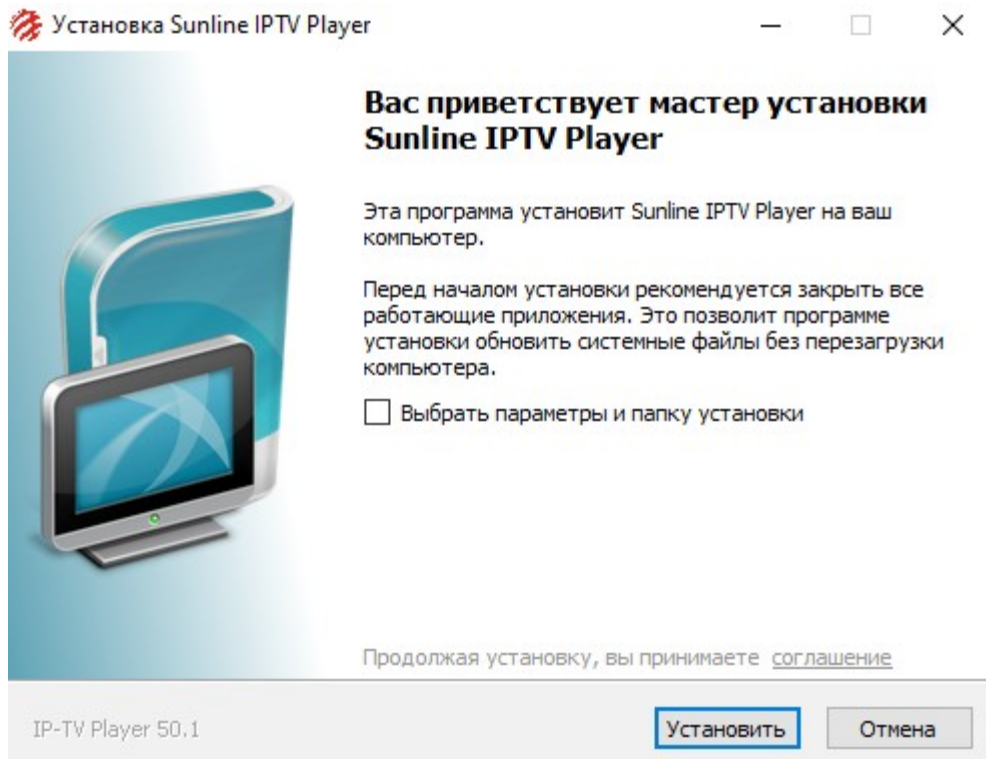 Установка Sunline IPTV Player
Вас приветствует мастер установки
Sunline IPTV Player
Эта программа установит Sunline IPTV Player на ваш
компьютер.
Перед началом установки рекомендуется закрыть все
работающие приложения. Это позволит программе
установки обновить системные файлы без перезагрузки
компьютера.
Выбрать параметры и папку установки
Продолжая установку, вы принимаете соглашение
IP-TV Player 50.1
Установить
Отмена